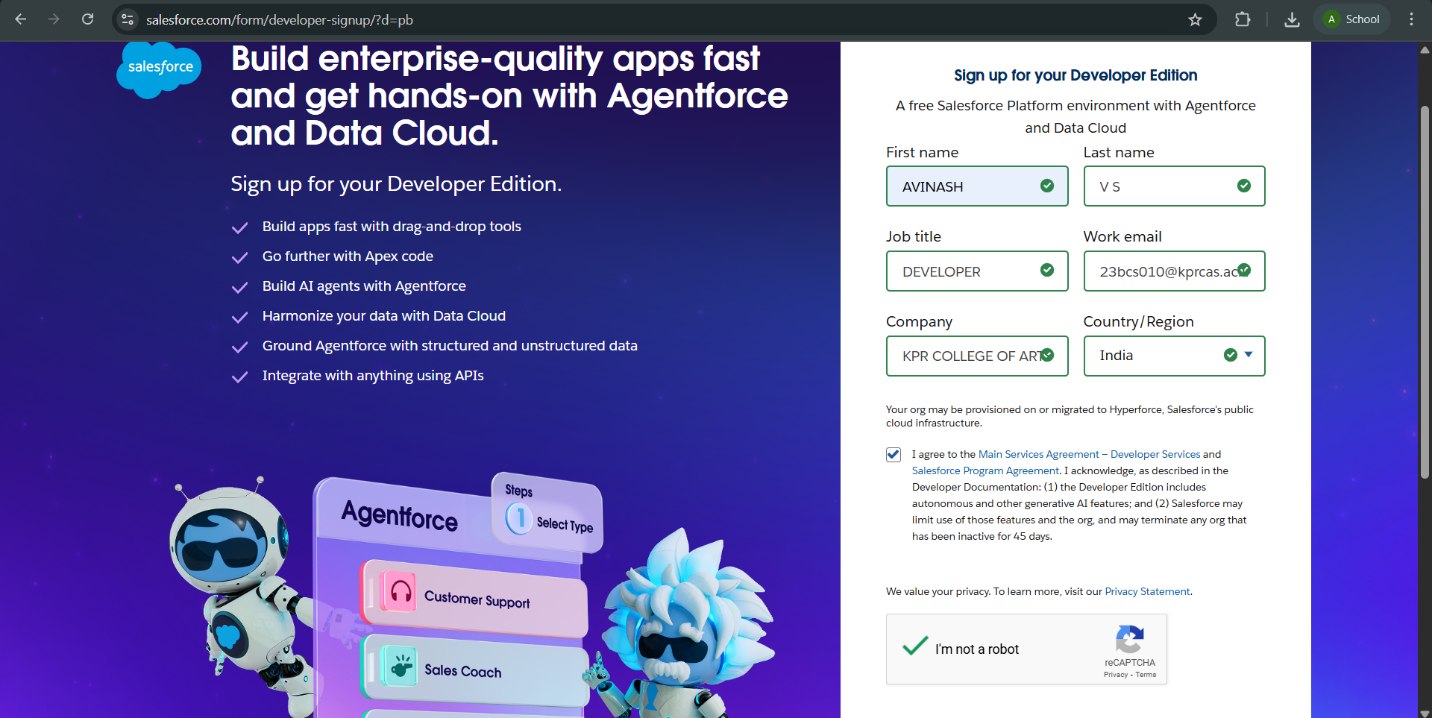 salesforce.com/form/developer-signup/?d=pb
A
School
salesforce
Build enterprise-quality apps fast
and get hands-on with Agentforce
and Data Cloud.
Sign up for your Developer Edition.
Build apps fast with drag-and-drop tools
Go further with Apex code
Build AI agents with Agentforce
Harmonize your data with Data Cloud
Ground Agentforce with structured and unstructured data
Integrate with anything using APIs
Agentforce
Steps
1 Select Type
Customer Support
Sales Coach
Sign up for your Developer Edition
A free Salesforce Platform environment with Agentforce
and Data Cloud
First name
Last name
AVINASH
V S
Job title
Work email
DEVELOPER
23bcs010@kprcas.ac
Company
Country/Region
KPR COLLEGE OF ART
India
Your org may be provisioned on or migrated to Hyperforce, Salesforce's public
cloud infrastructure.
I agree to the Main Services Agreement – Developer Services and
Salesforce Program Agreement. I acknowledge, as described in the
Developer Documentation: (1) the Developer Edition includes
autonomous and other generative AI features; and (2) Salesforce may
limit use of those features and the org, and may terminate any org that
has been inactive for 45 days.
We value your privacy. To learn more, visit our Privacy Statement.
I'm not a robot
reCAPTCHA
Privacy - Terms